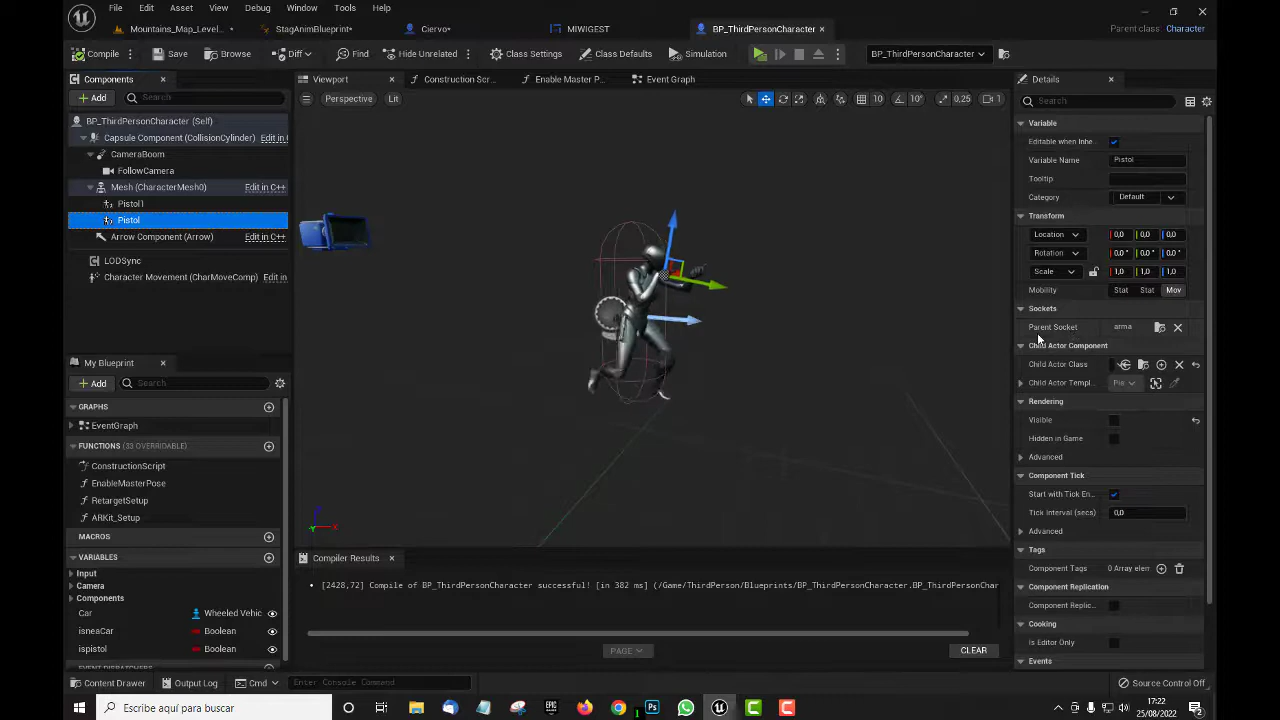 File Edit Asset View Debug Window Tools Help
Mountains_Map_Level... StagAnimBlueprint* Ciervo* MIWIGEST BP_ThirdPersonCharacter Parent class: Character
Compile Save Browse Diff Find Hide Unrelated Class Settings Class Defaults Simulation BP_ThirdPersonCharacter
Components
Add Search
BP_ThirdPersonCharacter (Self)
Capsule Component (CollisionCylinder) Edit in
CameraBoom
FollowCamera
Mesh (CharacterMesh0) Edit in C++
Pistol1
Pistol
Arrow Component (Arrow) Edit in C++
LODSync
Character Movement (CharMoveComp) Edit in C++
My Blueprint
Add Search
GRAPHS
EventGraph
FUNCTIONS (33 OVERRIDABLE)
ConstructionScript
EnableMasterPose
RetargetSetup
ARKit_Setup
MACROS
VARIABLES
Input
Camera
Components
Car Wheeled Vehic
isneaCar Boolean
ispistol Boolean
EVENT DISPATCHERS
Viewport Construction Scr... Enable Master P... Event Graph
Perspective Lit 10 10° 0,25 1
Compiler Results
[2428,72] Compile of BP_ThirdPersonCharacter successful! [in 382 ms] (/Game/ThirdPerson/Blueprints/BP_ThirdPersonCharacter.BP_ThirdPersonChar
PAGE CLEAR
Details
Search
Variable
Editable when Inhe...
Variable Name Pistol
Tooltip
Category Default
Transform
Location 0,0 0,0 0,0
Rotation 0,0 ° 0,0 ° 0,0 °
Scale 1,0 1,0 1,0
Mobility Stat Stat Mov
Sockets
Parent Socket arma
Child Actor Component
Child Actor Class
Child Actor Templ... Pis
Rendering
Visible
Hidden in Game
Advanced
Component Tick
Start with Tick En...
Tick Interval (secs) 0,0
Advanced
Tags
Component Tags 0 Array elem
Component Replication
Component Replic...
Cooking
Is Editor Only
Events
Content Drawer Output Log Cmd Enter Console Command Source Control Off
Escribe aquí para buscar
17:22
25/08/2022